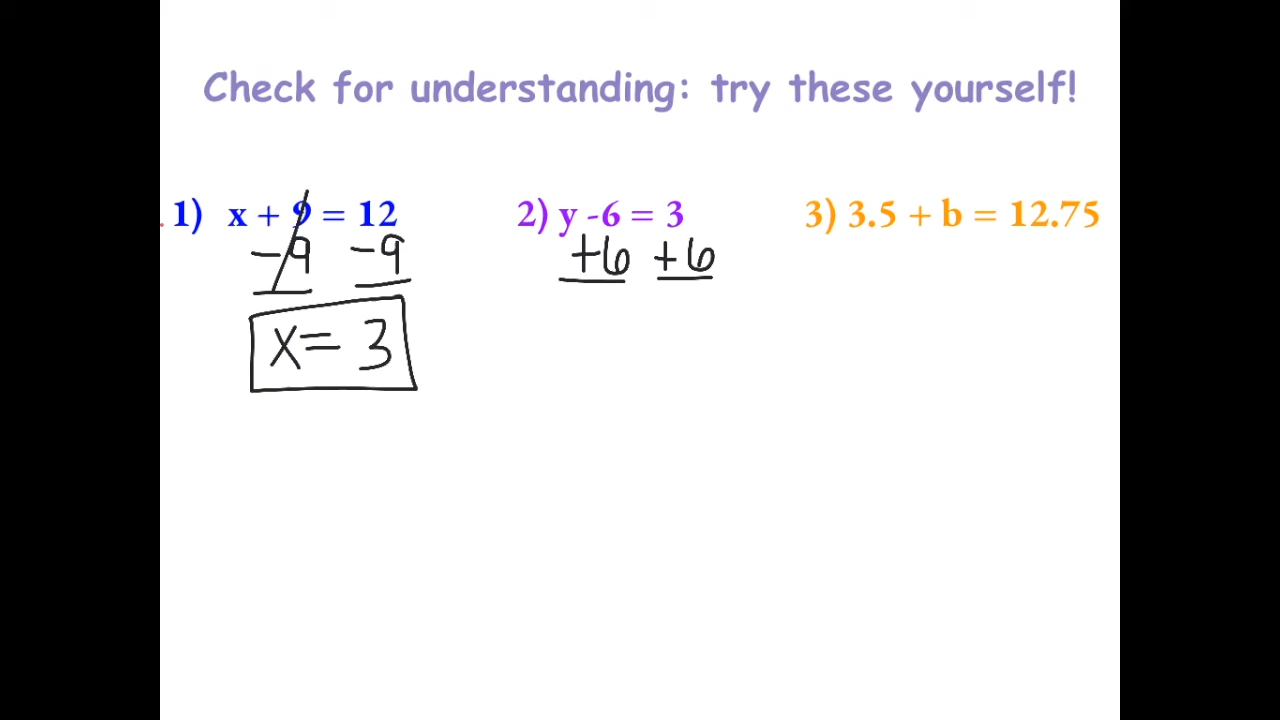 Check for understanding: try these yourself!
1) x + 9 = 12
2) y -6 = 3
3) 3.5 + b = 12.75
-9 -9
+6 +6
x= 3